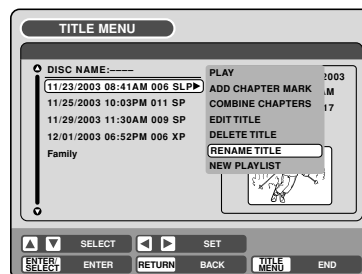 TITLE MENU
DISC NAME:----
11/23/2003 08:41AM 006 SLP
11/25/2003 10:03PM 011 SP
11/29/2003 11:30AM 009 SP
12/01/2003 06:52PM 006 XP
Family
PLAY
ADD CHAPTER MARK
COMBINE CHAPTERS
EDIT TITLE
DELETE TITLE
RENAME TITLE
NEW PLAYLIST
2003
AM
17
SELECT SET
ENTER/SELECT ENTER RETURN BACK TITLE MENU END